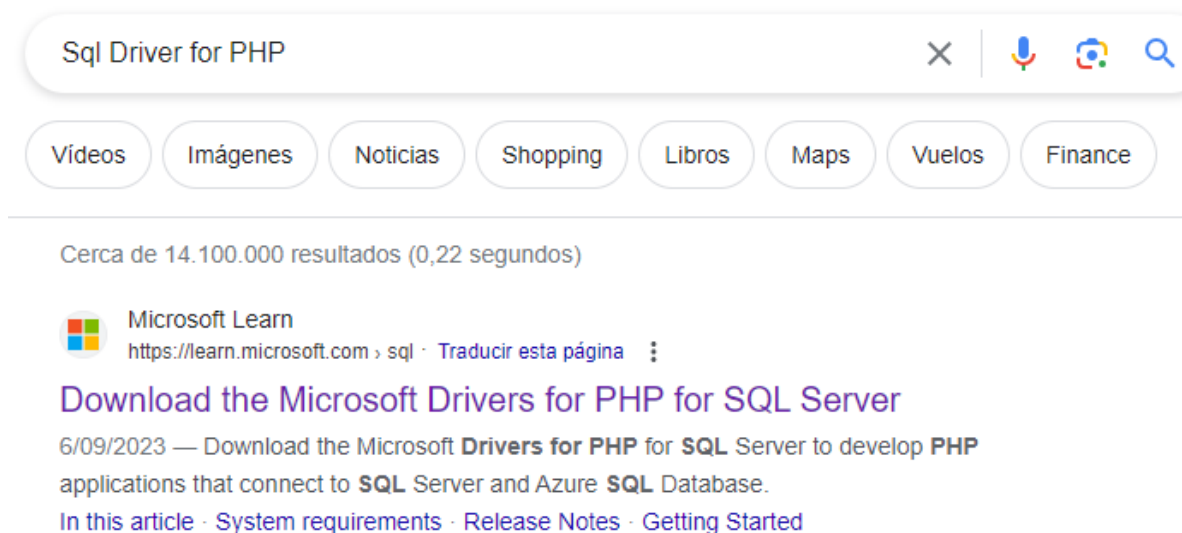 Sql Driver for PHP
Vídeos Imágenes Noticias Shopping Libros Maps Vuelos Finance
Cerca de 14.100.000 resultados (0,22 segundos)
Microsoft Learn
https://learn.microsoft.com › sql · Traducir esta página
Download the Microsoft Drivers for PHP for SQL Server
6/09/2023 — Download the Microsoft Drivers for PHP for SQL Server to develop PHP
applications that connect to SQL Server and Azure SQL Database.
In this article · System requirements · Release Notes · Getting Started